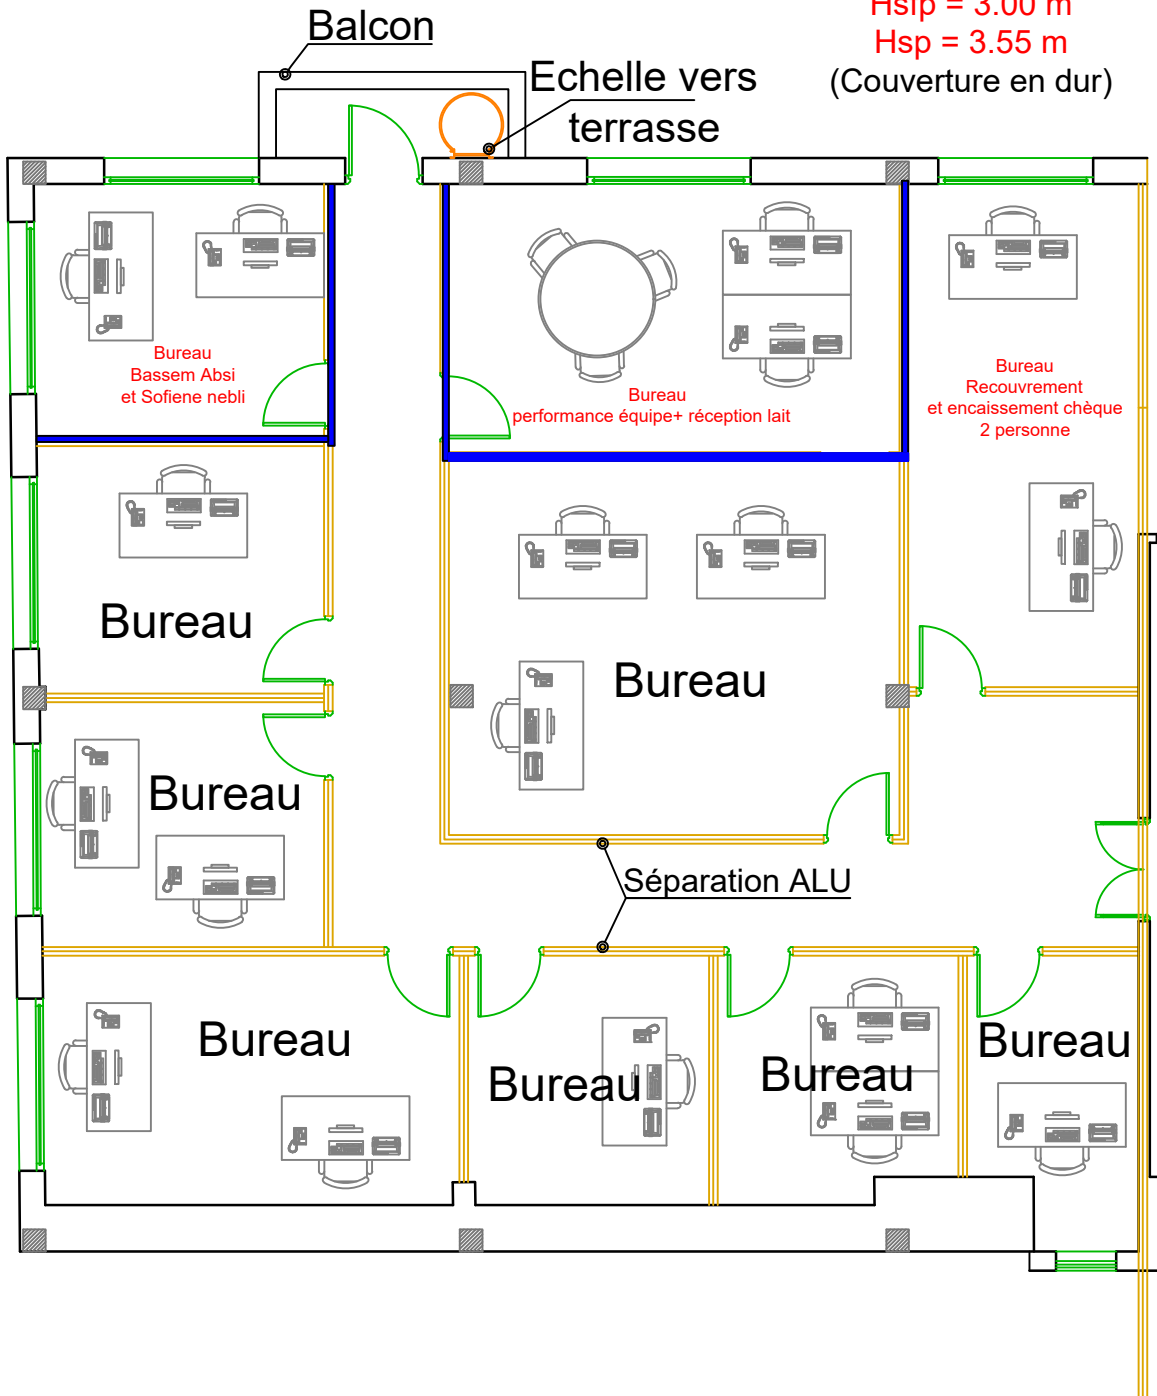 Hsfp = 3.00 m
Hsp = 3.55 m
(Couverture en dur)
Balcon
Echelle vers
terrasse
Bureau
Bassem Absi
et Sofiene nebli
Bureau
performance équipe+ réception lait
Bureau
Recouvrement
et encaissement chèque
2 personne
Bureau
Bureau
Bureau
Séparation ALU
Bureau
Bureau
Bureau
Bureau